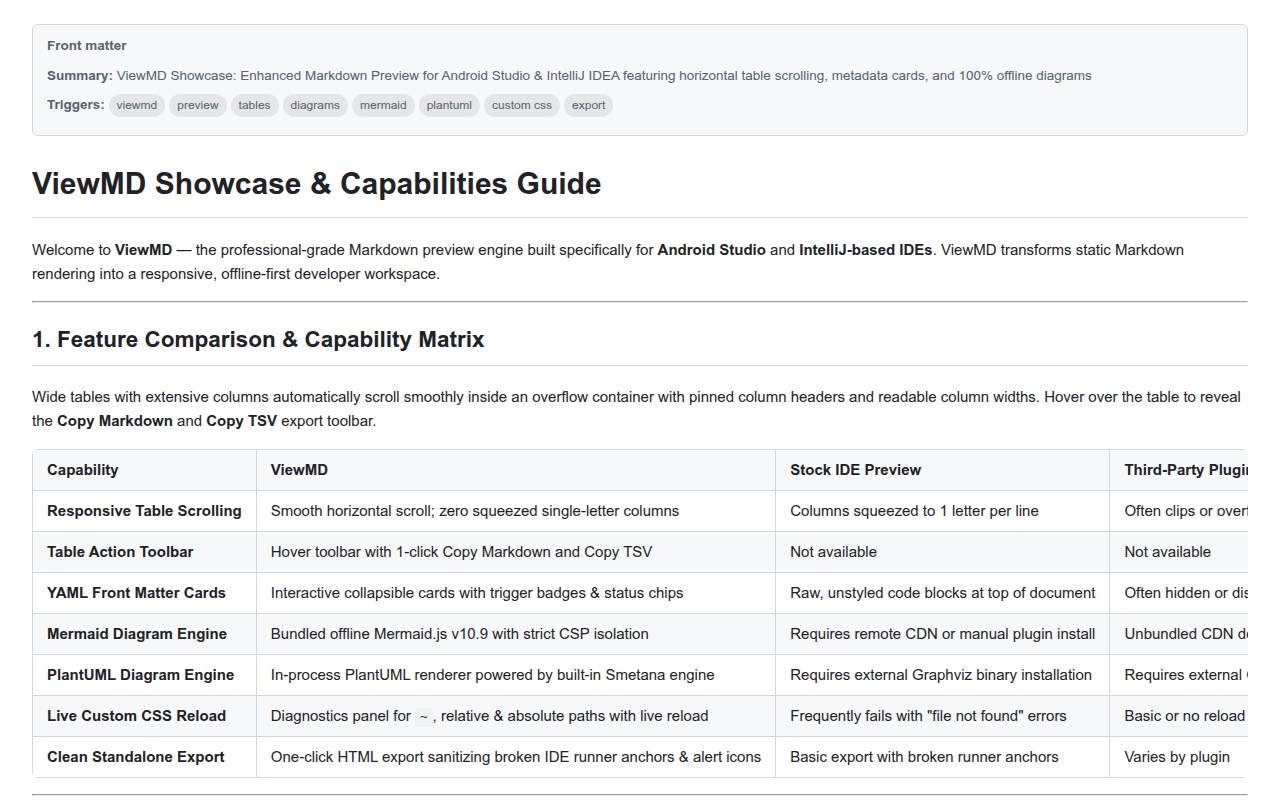 Front matter
Summary: ViewMD Showcase: Enhanced Markdown Preview for Android Studio & IntelliJ IDEA featuring horizontal table scrolling, metadata cards, and 100% offline diagrams
Triggers: viewmd preview tables diagrams mermaid plantuml custom css export
ViewMD Showcase & Capabilities Guide
Welcome to ViewMD — the professional-grade Markdown preview engine built specifically for Android Studio and IntelliJ-based IDEs. ViewMD transforms static Markdown
rendering into a responsive, offline-first developer workspace.
1. Feature Comparison & Capability Matrix
Wide tables with extensive columns automatically scroll smoothly inside an overflow container with pinned column headers and readable column widths. Hover over the table to reveal
the Copy Markdown and Copy TSV export toolbar.
Capability ViewMD Stock IDE Preview Third-Party
Responsive Table Scrolling Smooth horizontal scroll; zero squeezed single-letter columns Columns squeezed to 1 letter per line Often clips or
Table Action Toolbar Hover toolbar with 1-click Copy Markdown and Copy TSV Not available Not available
YAML Front Matter Cards Interactive collapsible cards with trigger badges & status chips Raw, unstyled code blocks at top of document Often hidden or
Mermaid Diagram Engine Bundled offline Mermaid.js v10.9 with strict CSP isolation Requires remote CDN or manual plugin install Unbundled CDN
PlantUML Diagram Engine In-process PlantUML renderer powered by built-in Smetana engine Requires external Graphviz binary installation Requires external
Live Custom CSS Reload Diagnostics panel for ~, relative & absolute paths with live reload Frequently fails with "file not found" errors Basic or no reload
Clean Standalone Export One-click HTML export sanitizing broken IDE runner anchors & alert icons Basic export with broken runner anchors Varies by plugin